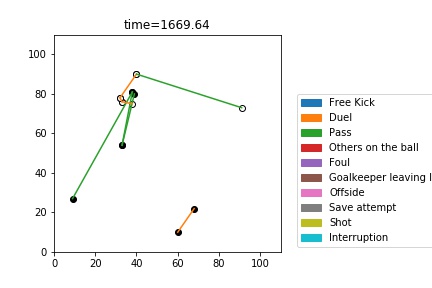 time=1669.64
100
80
60
40
20
0
0 20 40 60 80 100
Free Kick
Duel
Pass
Others on the ball
Foul
Goalkeeper leaving l
Offside
Save attempt
Shot
Interruption